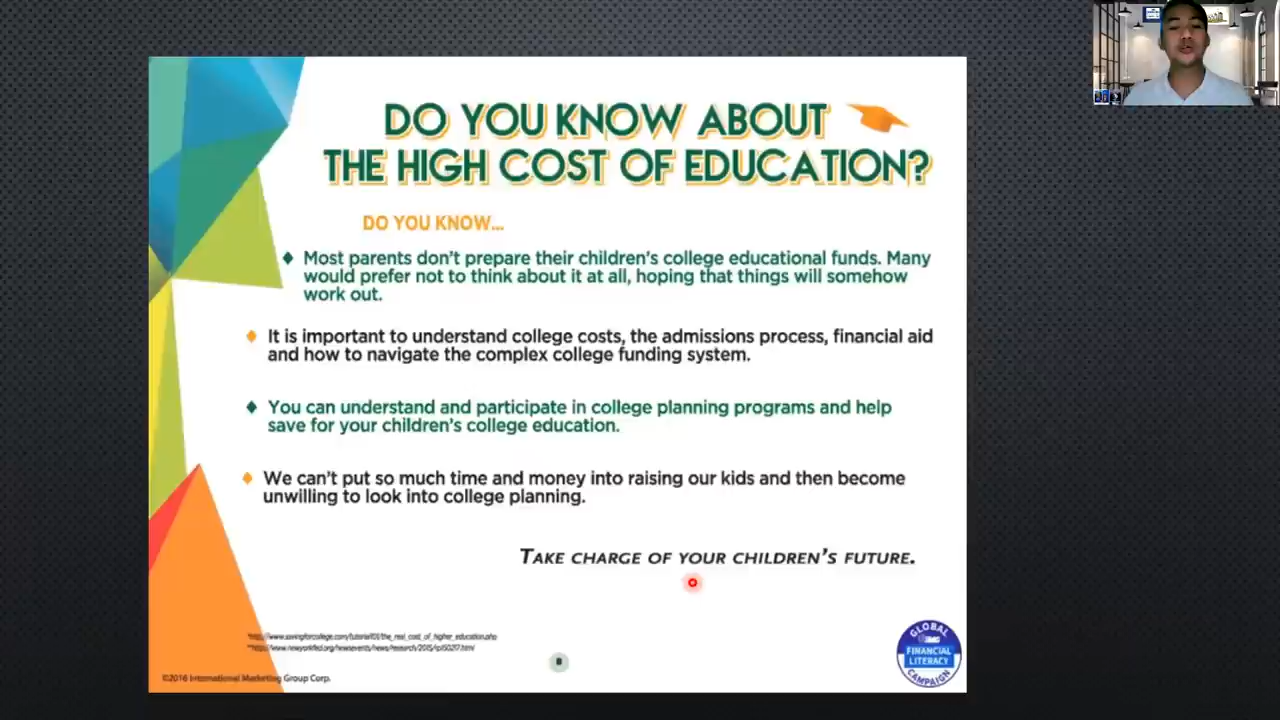 DO YOU KNOW ABOUT
THE HIGH COST OF EDUCATION?
DO YOU KNOW...
Most parents don't prepare their children's college educational funds. Many
would prefer not to think about it at all, hoping that things will somehow
work out.
It is important to understand college costs, the admissions process, financial aid
and how to navigate the complex college funding system.
You can understand and participate in college planning programs and help
save for your children's college education.
We can't put so much time and money into raising our kids and then become
unwilling to look into college planning.
TAKE CHARGE OF YOUR CHILDREN'S FUTURE.
8
©2016 International Marketing Group Corp.
GLOBAL
FINANCIAL
LITERACY
CAMPAIGN